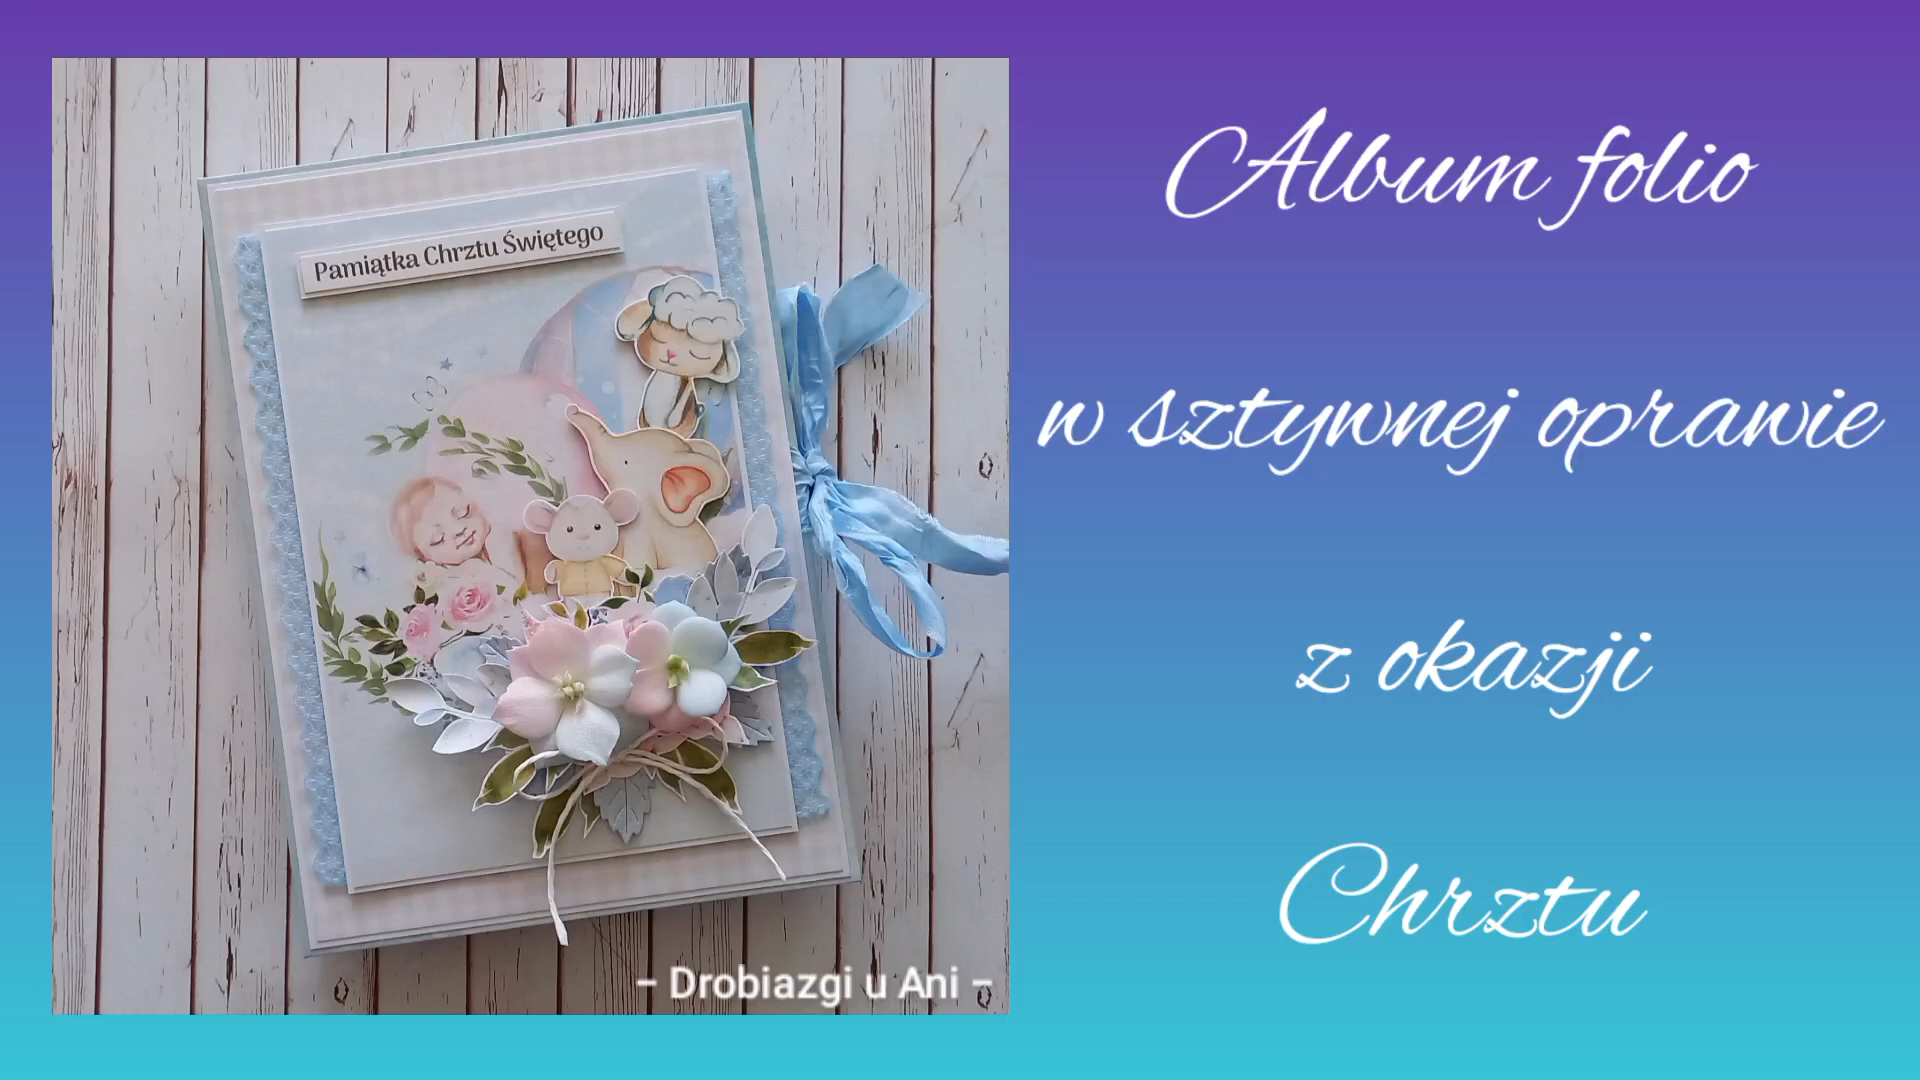 Pamiątka Chrztu Świętego
– Drobiazgi u Ani –
Album folio
w sztywnej oprawie
z okazji
Chrztu